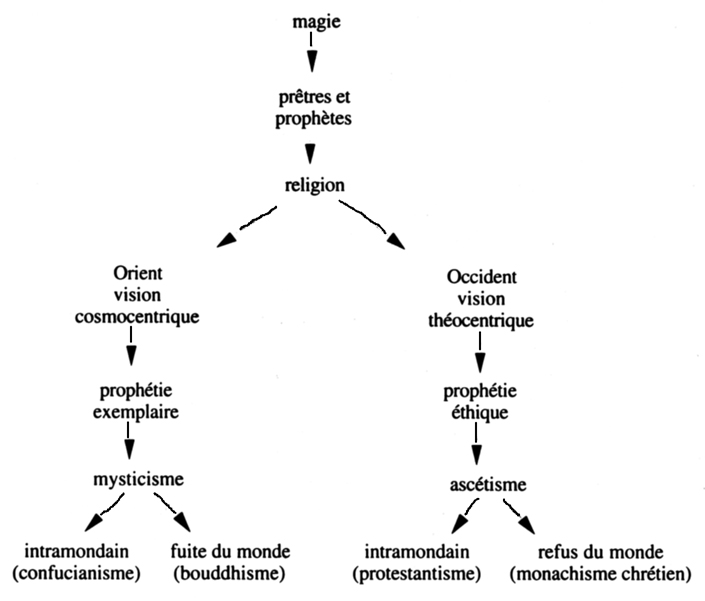 magie
prêtres et
prophètes
religion
Orient
vision
cosmocentrique
Occident
vision
théocentrique
prophétie
exemplaire
prophétie
éthique
mysticisme
ascétisme
intramondain
(confucianisme)
fuite du monde
(bouddhisme)
intramondain
(protestantisme)
refus du monde
(monachisme chrétien)